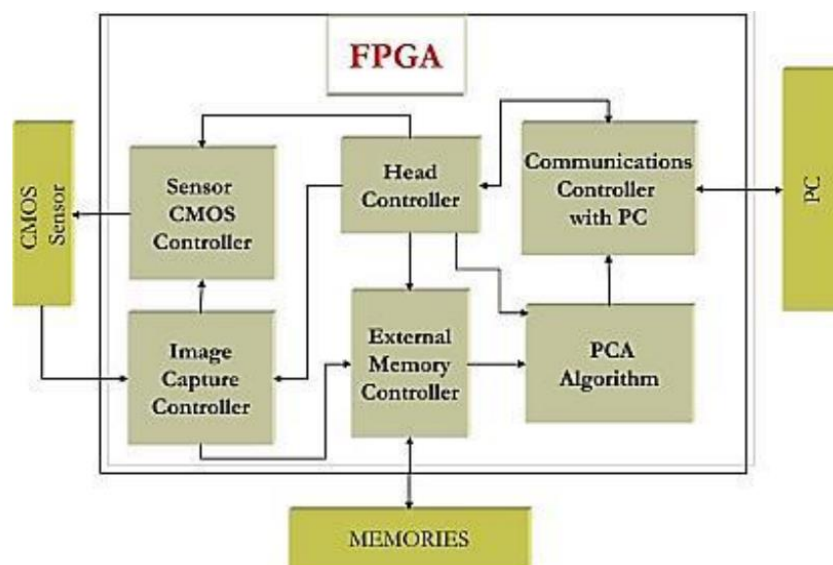 FPGA
CMOS
Sensor
Sensor
CMOS
Controller
Head
Controller
Communications
Controller
with PC
PC
Image
Capture
Controller
External
Memory
Controller
PCA
Algorithm
MEMORIES